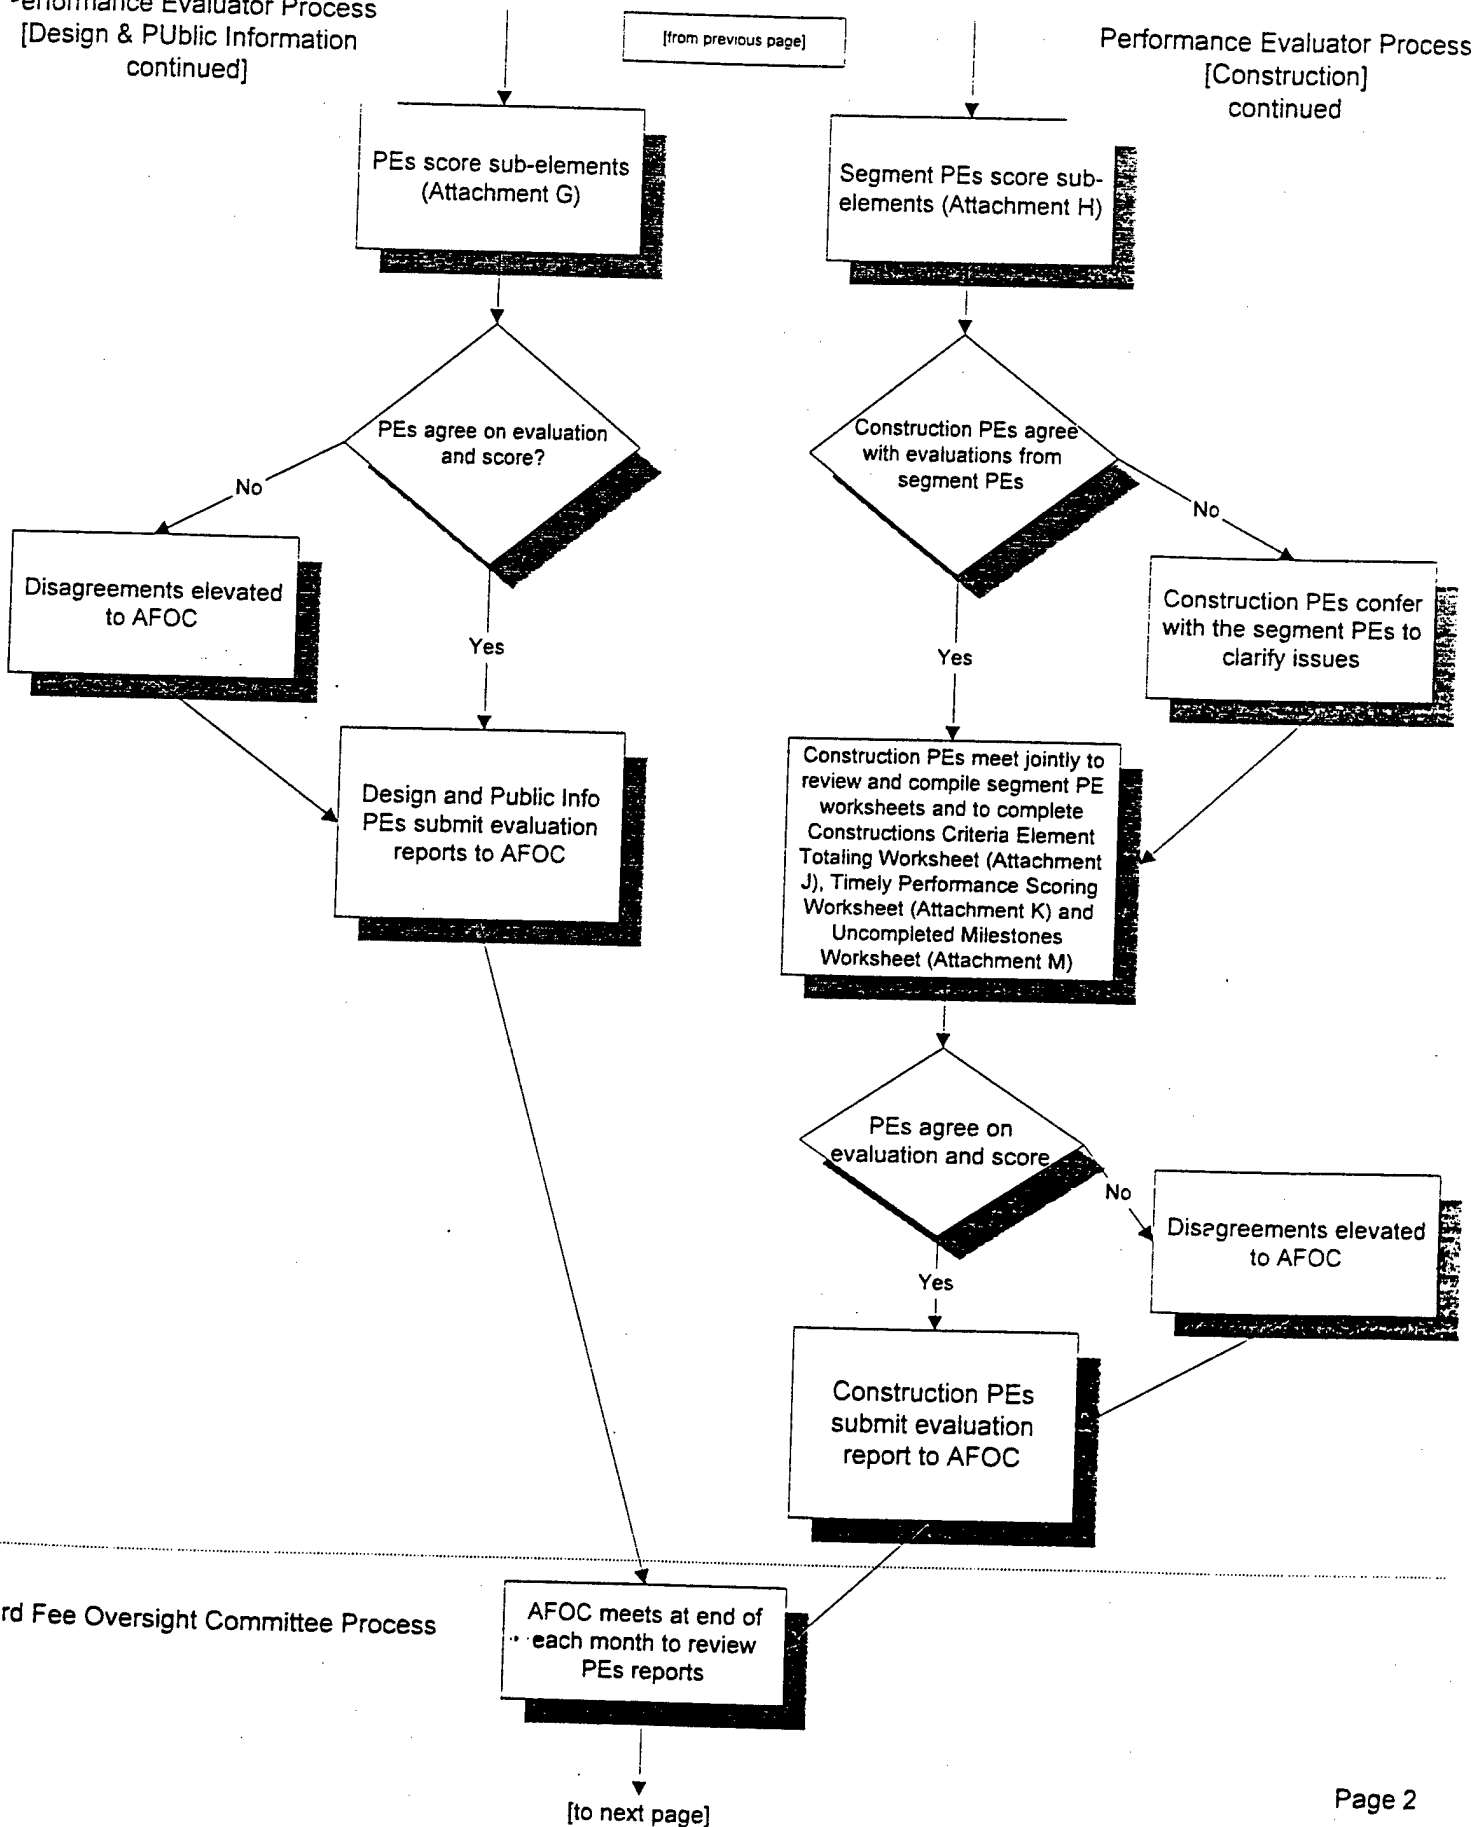 Performance Evaluator Process
[Design & PUblic Information
continued]
[from previous page]
Performance Evaluator Process
[Construction]
continued
PEs score sub-elements
(Attachment G)
Segment PEs score sub-
elements (Attachment H)
PEs agree on evaluation
and score?
Construction PEs agree
with evaluations from
segment PEs
No
No
Disagreements elevated
to AFOC
Construction PEs confer
with the segment PEs to
clarify issues
Yes
Yes
Design and Public Info
PEs submit evaluation
reports to AFOC
Construction PEs meet jointly to
review and compile segment PE
worksheets and to complete
Constructions Criteria Element
Totaling Worksheet (Attachment
J), Timely Performance Scoring
Worksheet (Attachment K) and
Uncompleted Milestones
Worksheet (Attachment M)
PEs agree on
evaluation and score
No
Disagreements elevated
to AFOC
Yes
Construction PEs
submit evaluation
report to AFOC
rd Fee Oversight Committee Process
AFOC meets at end of
each month to review
PEs reports
[to next page]
Page 2